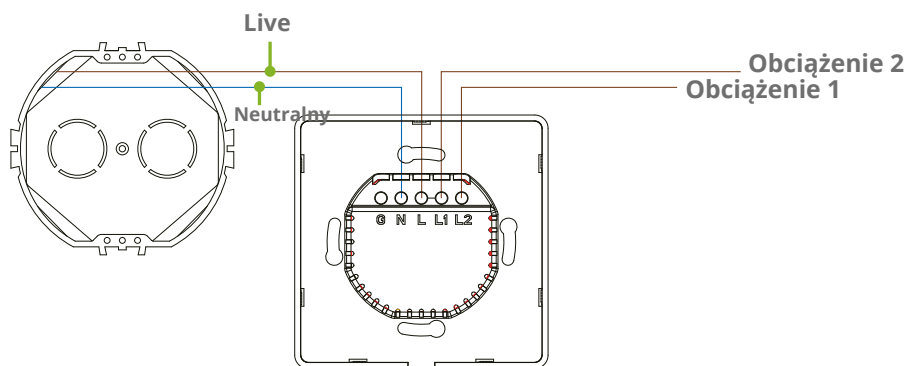 Live
Obciążenie 2
Obciążenie 1
Neutralny
G N L L1 L2